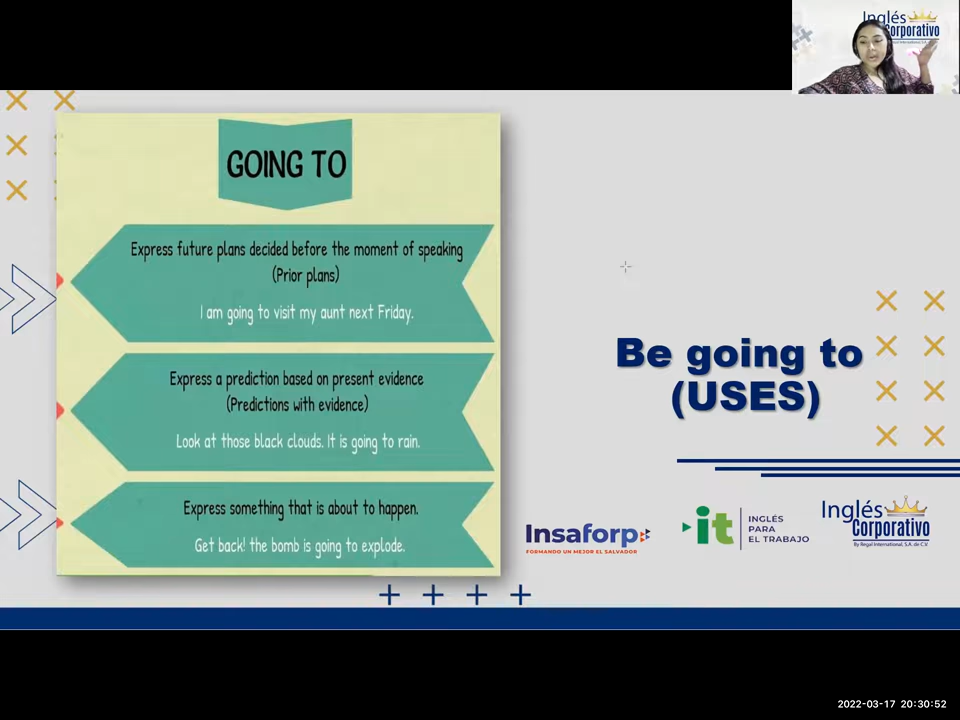 Inglés
Corporativo
GOING TO
Express future plans decided before the moment of speaking
(Prior plans)
I am going to visit my aunt next Friday.
Express a prediction based on present evidence
(Predictions with evidence)
Look at those black clouds. It is going to rain.
Express something that is about to happen.
Get back! the bomb is going to explode.
Be going to
(USES)
Insaforp
FORMANDO UN MEJOR EL SALVADOR
it
INGLÉS
PARA
EL TRABAJO
Inglés
Corporativo
By Regal International, S.A. de C.V.
2022-03-17 20:30:52